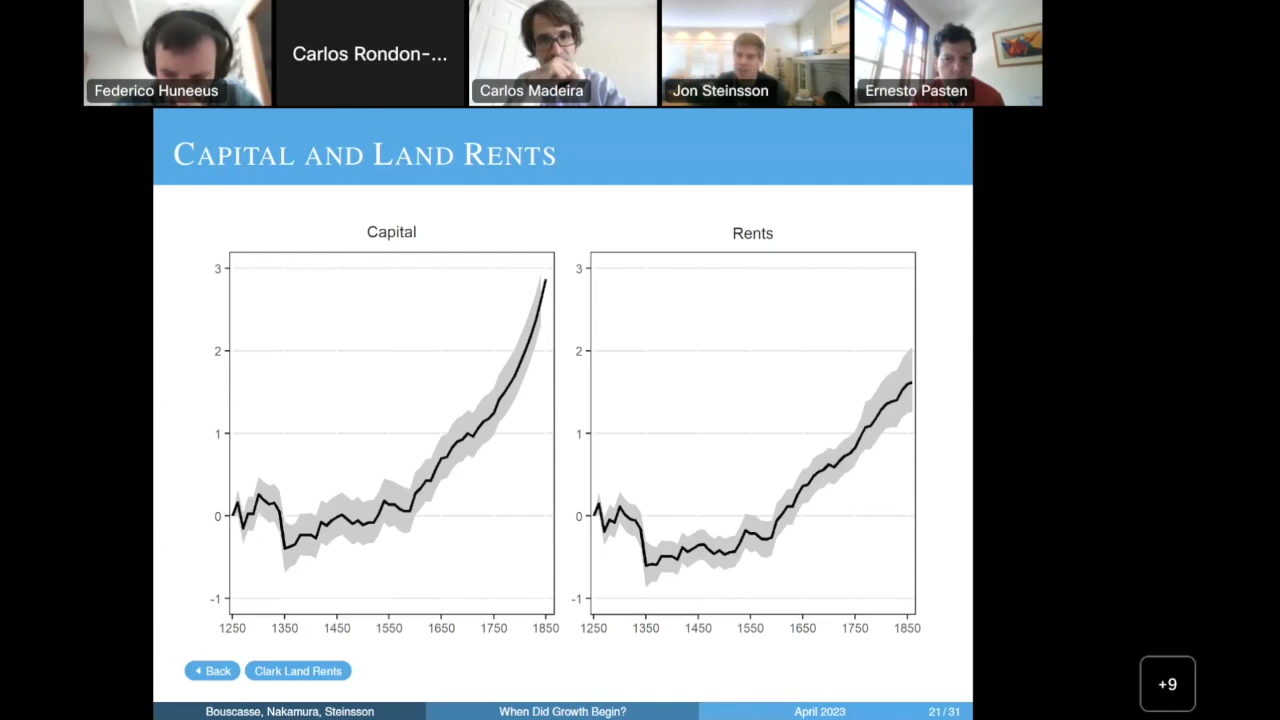 Federico Huneeus
Carlos Rondon-...
Carlos Madeira
Jon Steinsson
Ernesto Pasten
CAPITAL AND LAND RENTS
Capital
3
2
1
0
-1
1250 1350 1450 1550 1650 1750 1850
Rents
3
2
1
0
-1
1250 1350 1450 1550 1650 1750 1850
Back
Clark Land Rents
Bouscasse, Nakamura, Steinsson
When Did Growth Begin?
April 2023
21 / 31
+9